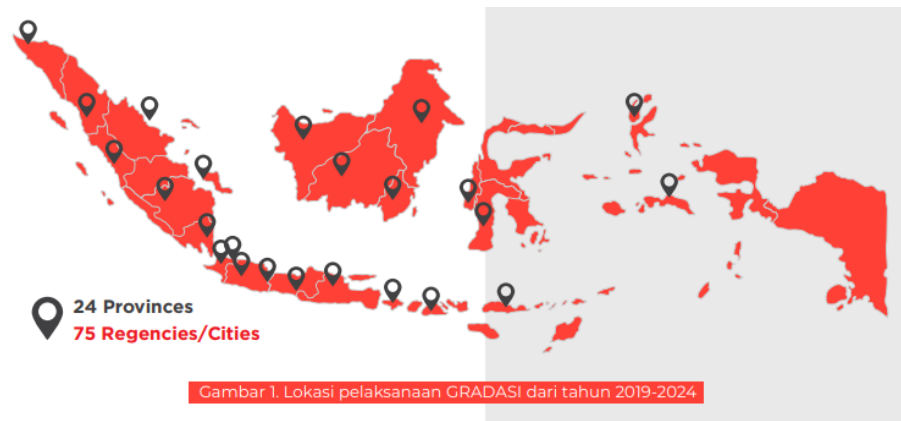 24 Provinces
75 Regencies/Cities
Gambar 1. Lokasi pelaksanaan GRADASI dari tahun 2019-2024